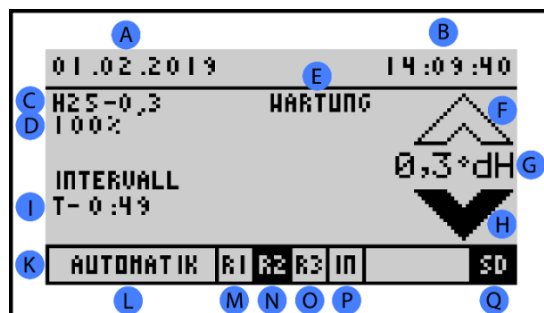 A B
01.02.2019 14:09:40
E
C H2S-0,3 WARTUNG F
D 100%
0,3°dH G
INTERVALL
I T-0:49 H
K AUTOMATIK R1 R2 R3 IN SD
L M N O P Q